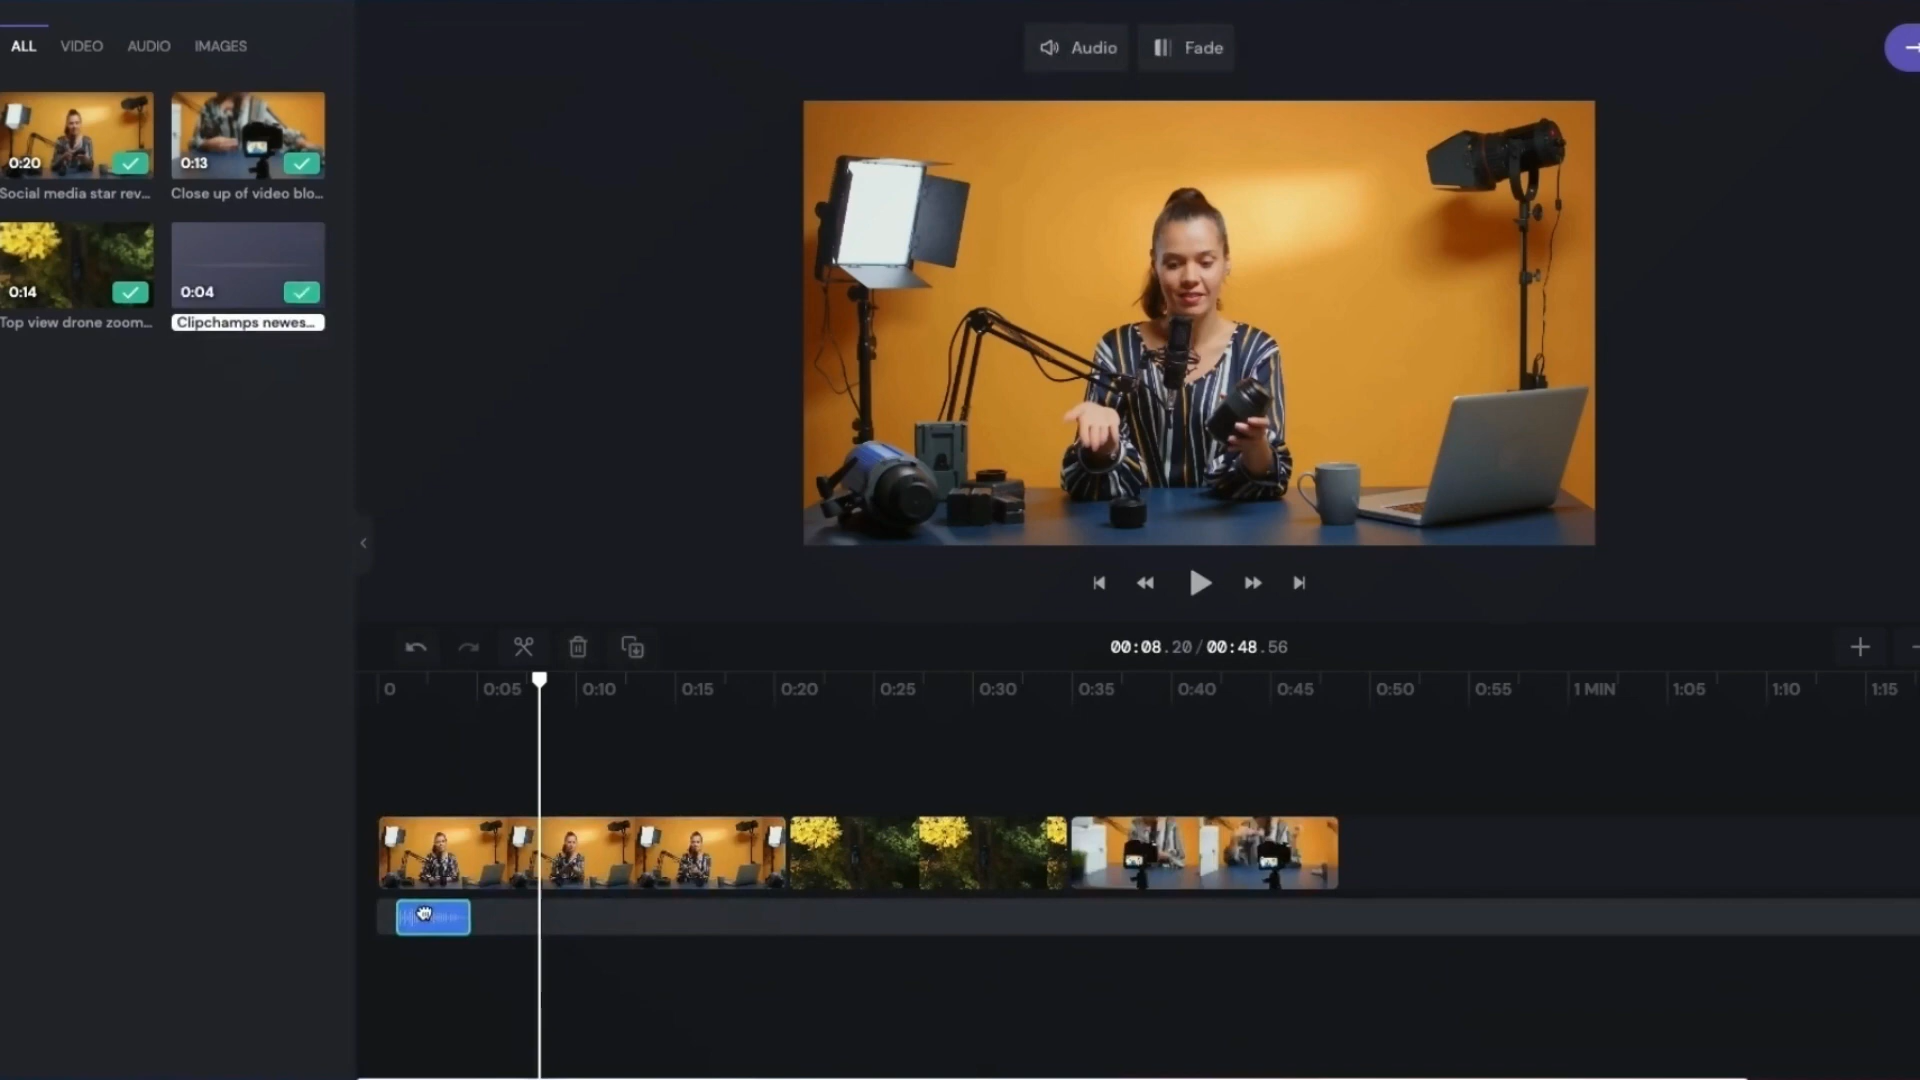 ALL VIDEO AUDIO IMAGES
Audio Fade
0:20
Social media star rev...
0:13
Close up of video blo...
0:14
Top view drone zoom...
0:04
Clipchamps newes...
00:08.20/00:48.56
0 0:05 0:10 0:15 0:20 0:25 0:30 0:35 0:40 0:45 0:50 0:55 1 MIN 1:05 1:10 1:15